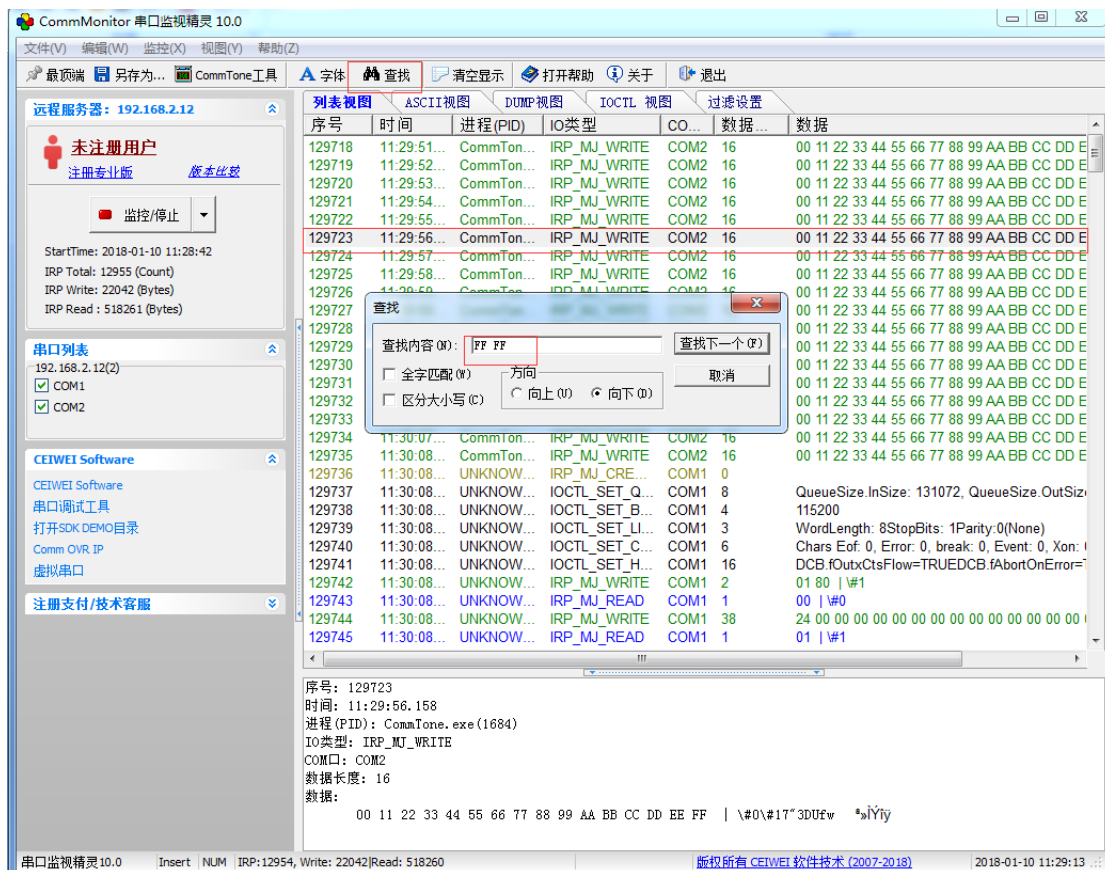 CommMonitor 串口监视精灵 10.0
文件(V) 编辑(W) 监控(X) 视图(Y) 帮助(Z)
最顶端 另存为... CommTone工具 字体 查找 清空显示 打开帮助 关于 退出
远程服务器: 192.168.2.12
未注册用户
注册专业版 版本比较
监控/停止
StartTime: 2018-01-10 11:28:42
IRP Total: 12955 (Count)
IRP Write: 22042 (Bytes)
IRP Read : 518261 (Bytes)
串口列表
192.168.2.12(2)
COM1
COM2
CEIWEI Software
CEIWEI Software
串口调试工具
打开SDK DEMO目录
Comm OVR IP
虚拟串口
注册支付/技术客服
列表视图 ASCII视图 DUMP视图 IOCTL 视图 过滤设置
序号 时间 进程(PID) IO类型 CO... 数据... 数据
129718 11:29:51... CommTon... IRP_MJ_WRITE COM2 16 00 11 22 33 44 55 66 77 88 99 AA BB CC DD E
129719 11:29:52... CommTon... IRP_MJ_WRITE COM2 16 00 11 22 33 44 55 66 77 88 99 AA BB CC DD E
129720 11:29:53... CommTon... IRP_MJ_WRITE COM2 16 00 11 22 33 44 55 66 77 88 99 AA BB CC DD E
129721 11:29:54... CommTon... IRP_MJ_WRITE COM2 16 00 11 22 33 44 55 66 77 88 99 AA BB CC DD E
129722 11:29:55... CommTon... IRP_MJ_WRITE COM2 16 00 11 22 33 44 55 66 77 88 99 AA BB CC DD E
129723 11:29:56... CommTon... IRP_MJ_WRITE COM2 16 00 11 22 33 44 55 66 77 88 99 AA BB CC DD E
129724 11:29:57... CommTon... IRP_MJ_WRITE COM2 16 00 11 22 33 44 55 66 77 88 99 AA BB CC DD E
129725 11:29:58... CommTon... IRP_MJ_WRITE COM2 16 00 11 22 33 44 55 66 77 88 99 AA BB CC DD E
129726 11:29:59... CommTon... IRP_MJ_WRITE COM2 16 00 11 22 33 44 55 66 77 88 99 AA BB CC DD E
129727 00 11 22 33 44 55 66 77 88 99 AA BB CC DD E
129728 00 11 22 33 44 55 66 77 88 99 AA BB CC DD E
129729 00 11 22 33 44 55 66 77 88 99 AA BB CC DD E
129730 00 11 22 33 44 55 66 77 88 99 AA BB CC DD E
129731 00 11 22 33 44 55 66 77 88 99 AA BB CC DD E
129732 00 11 22 33 44 55 66 77 88 99 AA BB CC DD E
129733 00 11 22 33 44 55 66 77 88 99 AA BB CC DD E
129734 11:30:07... CommTon... IRP_MJ_WRITE COM2 16 00 11 22 33 44 55 66 77 88 99 AA BB CC DD E
129735 11:30:08... CommTon... IRP_MJ_WRITE COM2 16 00 11 22 33 44 55 66 77 88 99 AA BB CC DD E
129736 11:30:08... UNKNOW... IRP_MJ_CRE... COM1 0
129737 11:30:08... UNKNOW... IOCTL_SET_Q... COM1 8 QueueSize.InSize: 131072, QueueSize.OutSiz
129738 11:30:08... UNKNOW... IOCTL_SET_B... COM1 4 115200
129739 11:30:08... UNKNOW... IOCTL_SET_LI... COM1 3 WordLength: 8StopBits: 1Parity:0(None)
129740 11:30:08... UNKNOW... IOCTL_SET_C... COM1 6 Chars Eof: 0, Error: 0, break: 0, Event: 0, Xon:
129741 11:30:08... UNKNOW... IOCTL_SET_H... COM1 16 DCB.fOutxCtsFlow=TRUEDCB.fAbortOnError=
129742 11:30:08... UNKNOW... IRP_MJ_WRITE COM1 2 01 80 | \#1
129743 11:30:08... UNKNOW... IRP_MJ_READ COM1 1 00 | \#0
129744 11:30:08... UNKNOW... IRP_MJ_WRITE COM1 38 24 00 00 00 00 00 00 00 00 00 00 00 00 00 00
129745 11:30:08... UNKNOW... IRP_MJ_READ COM1 1 01 | \#1
查找
查找内容(N): FF FF 查找下一个(F)
全字匹配(W) 方向 取消
区分大小写(C) 向上(U) 向下(D)
序号: 129723
时间: 11:29:56.158
进程(PID): CommTone.exe(1684)
IO类型: IRP_MJ_WRITE
COM口: COM2
数据长度: 16
数据:
00 11 22 33 44 55 66 77 88 99 AA BB CC DD EE FF | \#0\#17"3DUfw ª»ÌÝîÿ
串口监视精灵10.0 Insert NUM IRP:12954, Write: 22042|Read: 518260 版权所有 CEIWEI 软件技术 (2007-2018) 2018-01-10 11:29:13